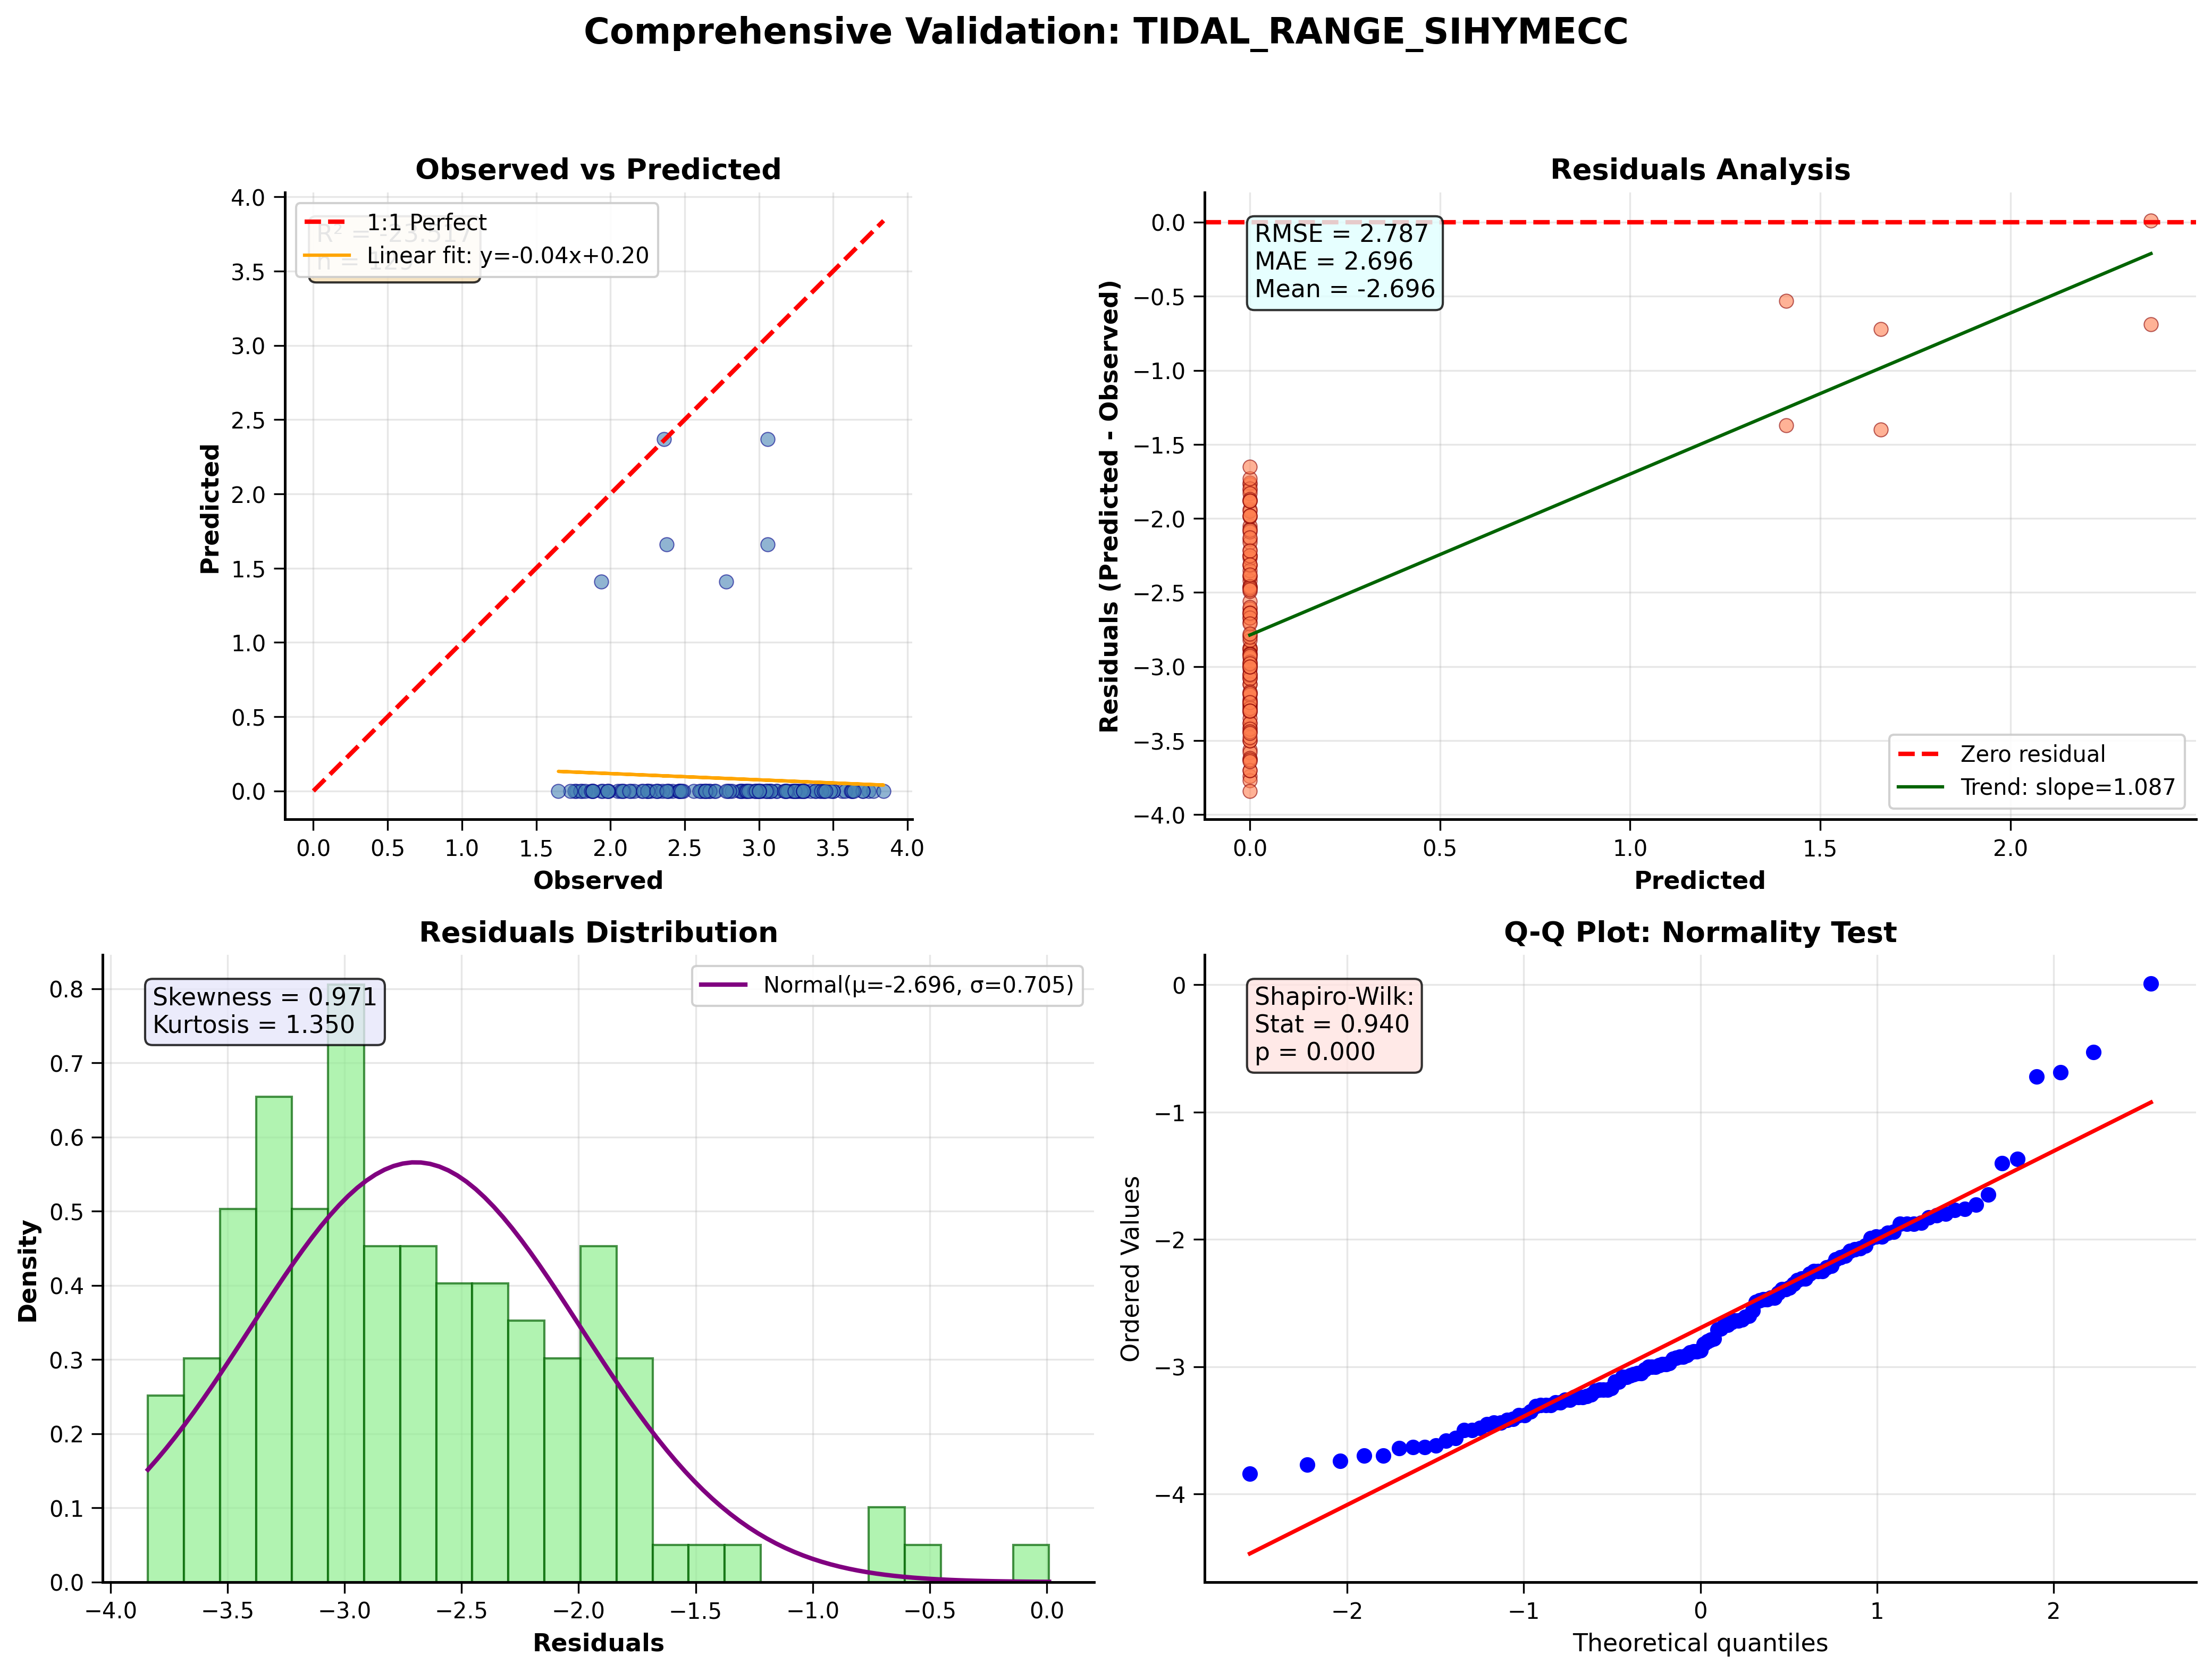 Comprehensive Validation: TIDAL_RANGE_SIHYMECC
Observed vs Predicted
R² = -23.517
1:1 Perfect
Linear fit: y=-0.04x+0.20
4.0
3.5
3.0
2.5
2.0
1.5
1.0
0.5
0.0
Predicted
0.0 0.5 1.0 1.5 2.0 2.5 3.0 3.5 4.0
Observed
Residuals Analysis
RMSE = 2.787
MAE = 2.696
Mean = -2.696
0.0
−0.5
−1.0
−1.5
−2.0
−2.5
−3.0
−3.5
−4.0
Residuals (Predicted - Observed)
Zero residual
Trend: slope=1.087
0.0 0.5 1.0 1.5 2.0
Predicted
Residuals Distribution
Skewness = 0.971
Kurtosis = 1.350
Normal(μ=-2.696, σ=0.705)
0.8
0.7
0.6
0.5
0.4
0.3
0.2
0.1
0.0
Density
−4.0 −3.5 −3.0 −2.5 −2.0 −1.5 −1.0 −0.5 0.0
Residuals
Q-Q Plot: Normality Test
Shapiro-Wilk:
Stat = 0.940
p = 0.000
0
−1
−2
−3
−4
Ordered Values
−2 −1 0 1 2
Theoretical quantiles